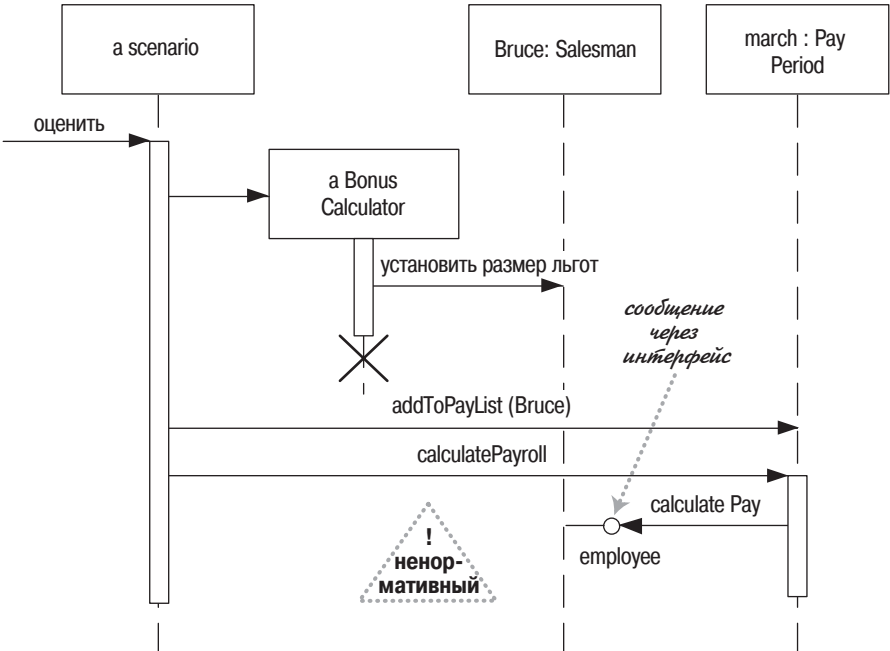 a scenario
Bruce: Salesman
march : Pay
Period
оценить
a Bonus
Calculator
установить размер льгот
сообщение
через
интерфейс
addToPayList (Bruce)
calculatePayroll
calculate Pay
employee
!
ненор-
мативный